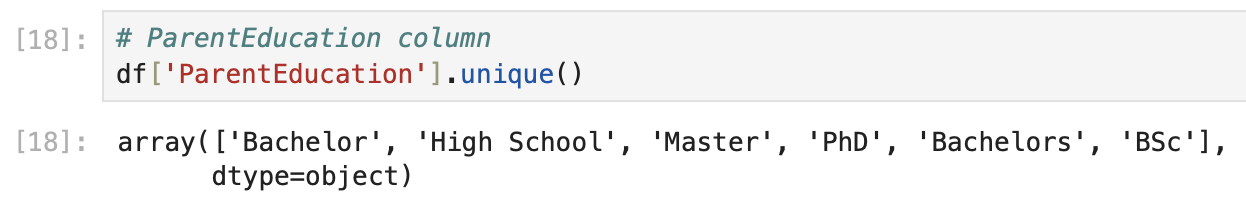 [18]: # ParentEducation column
df['ParentEducation'].unique()
[18]: array(['Bachelor', 'High School', 'Master', 'PhD', 'Bachelors', 'BSc'],
dtype=object)